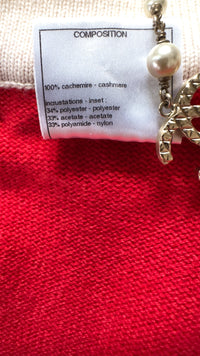 COMPOSITION
100% cachemire - cashmere
incrustations - inset :
34% polyester - polyester
33% acetate - acetate
33% polyamide - nylon